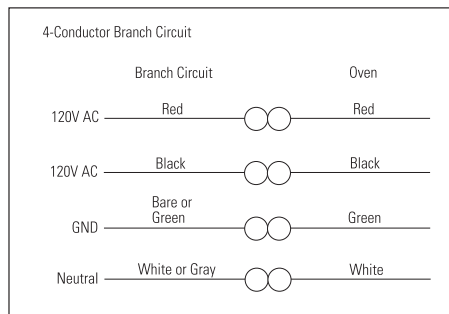 4-Conductor Branch Circuit
Branch Circuit Oven
120V AC Red Red
120V AC Black Black
Bare or
GND Green Green
Neutral White or Gray White